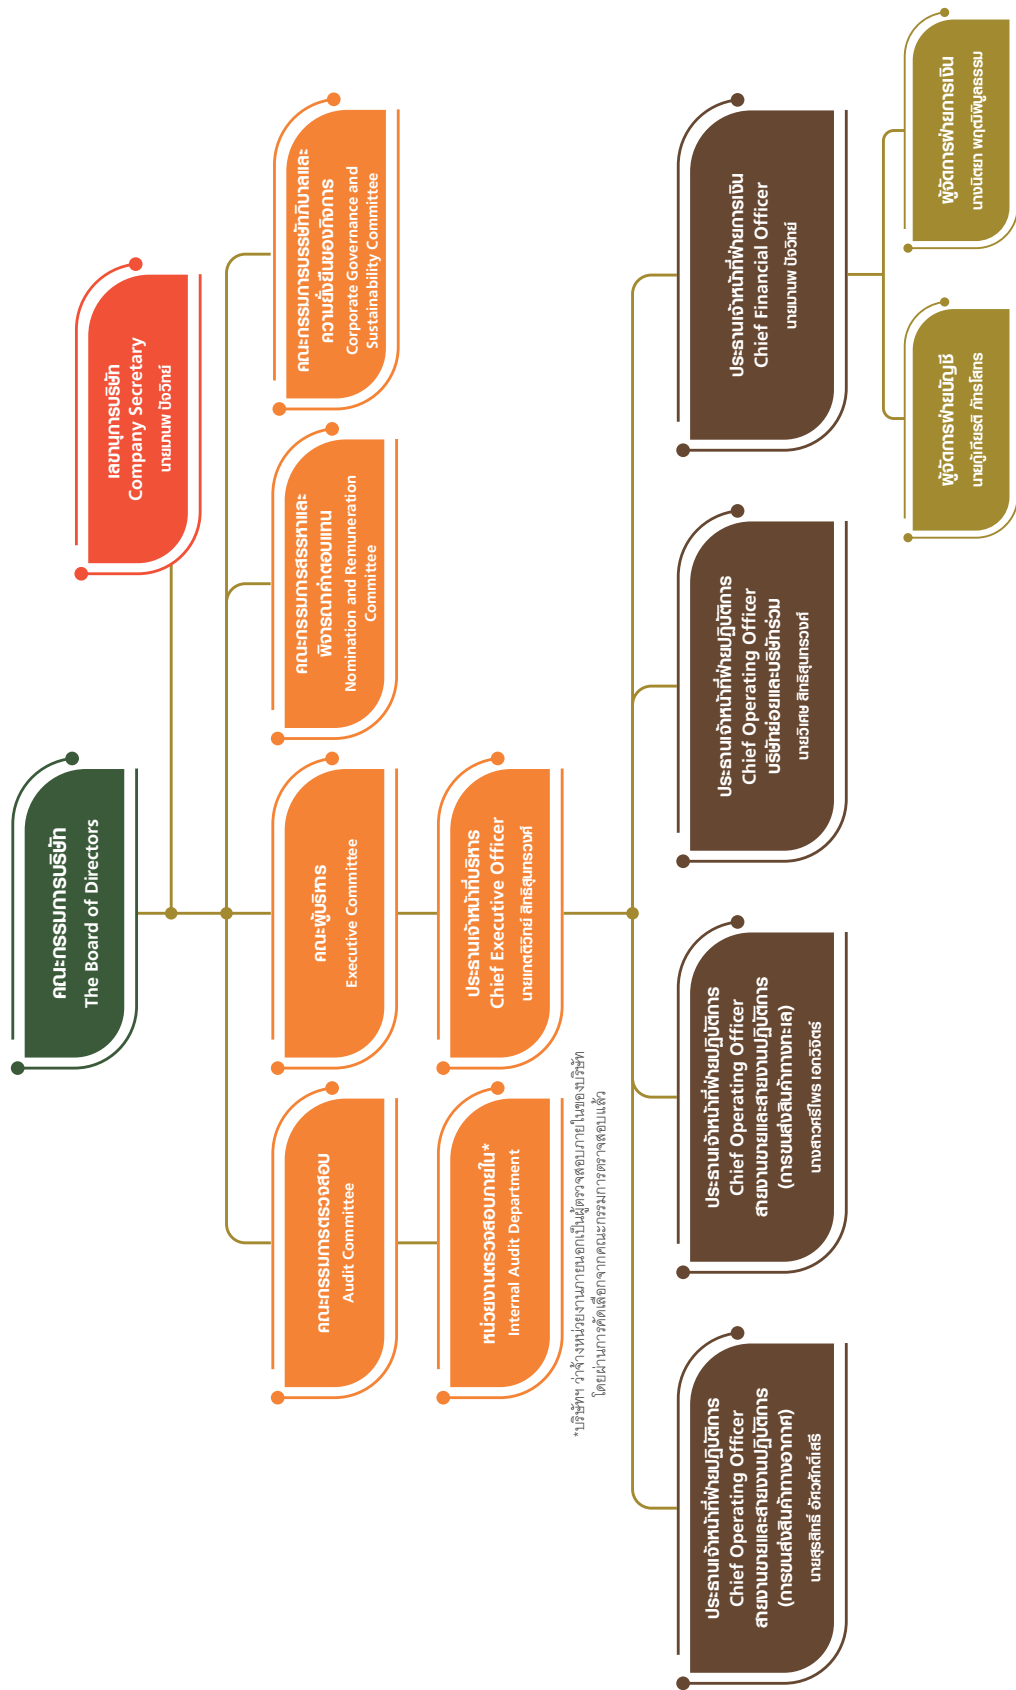 คณะกรรมการบริษัท
The Board of Directors
เลขานุการบริษัท
Company Secretary
นายมานพ ปัจวิทย์
คณะกรรมการตรวจสอบ
Audit Committee
คณะผู้บริหาร
Executive Committee
คณะกรรมการสรรหาและ
พิจารณาค่าตอบแทน
Nomination and Remuneration
Committee
คณะกรรมการบรรษัทภิบาลและ
ความยั่งยืนของกิจการ
Corporate Governance and
Sustainability Committee
หน่วยงานตรวจสอบภายใน*
Internal Audit Department
ประธานเจ้าหน้าที่บริหาร
Chief Executive Officer
นายเกตติวิทย์ สิทธิสุนทรวงศ์
*บริษัทฯ ว่าจ้างหน่วยงานภายนอกเป็นผู้ตรวจสอบภายในของบริษัท
โดยผ่านการคัดเลือกจากคณะกรรมการตรวจสอบแล้ว
ประธานเจ้าหน้าที่ฝ่ายปฏิบัติการ
Chief Operating Officer
สายงานขายและสายงานปฏิบัติการ
(การขนส่งสินค้าทางอากาศ)
นายสุรสิทธิ์ อัศวศักดิ์เสรี
ประธานเจ้าหน้าที่ฝ่ายปฏิบัติการ
Chief Operating Officer
สายงานขายและสายงานปฏิบัติการ
(การขนส่งสินค้าทางทะเล)
นางสาวศรีไพร เอกวิจิตร์
ประธานเจ้าหน้าที่ฝ่ายปฏิบัติการ
Chief Operating Officer
บริษัทย่อยและบริษัทร่วม
นายวิเศษ สิทธิสุนทรวงศ์
ประธานเจ้าหน้าที่ฝ่ายการเงิน
Chief Financial Officer
นายมานพ ปัจวิทย์
ผู้จัดการฝ่ายบัญชี
นายกู้เกียรติ ภัทรโสทร
ผู้จัดการฝ่ายการเงิน
นางนิตยา พฤฒิพิบูลธรรม